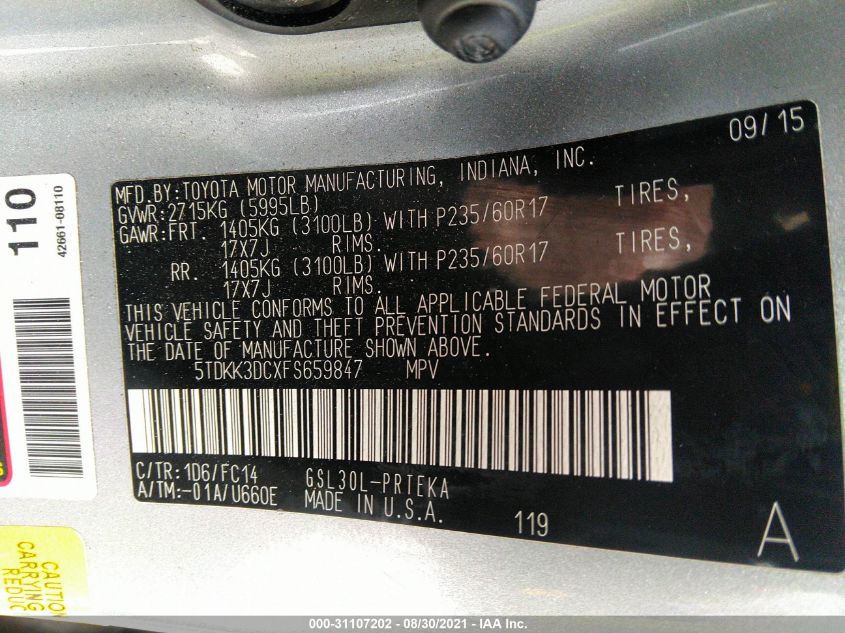 09/15
MFD.BY:TOYOTA MOTOR MANUFACTURING, INDIANA, INC.
GVWR:2715KG (5995LB)
GAWR:FRT. 1405KG (3100LB) WITH P235/60R17 TIRES,
17X7J RIMS.
RR. 1405KG (3100LB) WITH P235/60R17 TIRES,
17X7J RIMS.
THIS VEHICLE CONFORMS TO ALL APPLICABLE FEDERAL MOTOR
VEHICLE SAFETY AND THEFT PREVENTION STANDARDS IN EFFECT ON
THE DATE OF MANUFACTURE SHOWN ABOVE.
5TDKK3DCXFS659847 MPV
C/TR:1D6/FC14 GSL30L-PRTEKA
A/TM:-01A/U660E MADE IN U.S.A.
119
A
110
42661-08110
CAUTION
CARRYING
REDUC
000-31107202 - 08/30/2021 - IAA Inc.